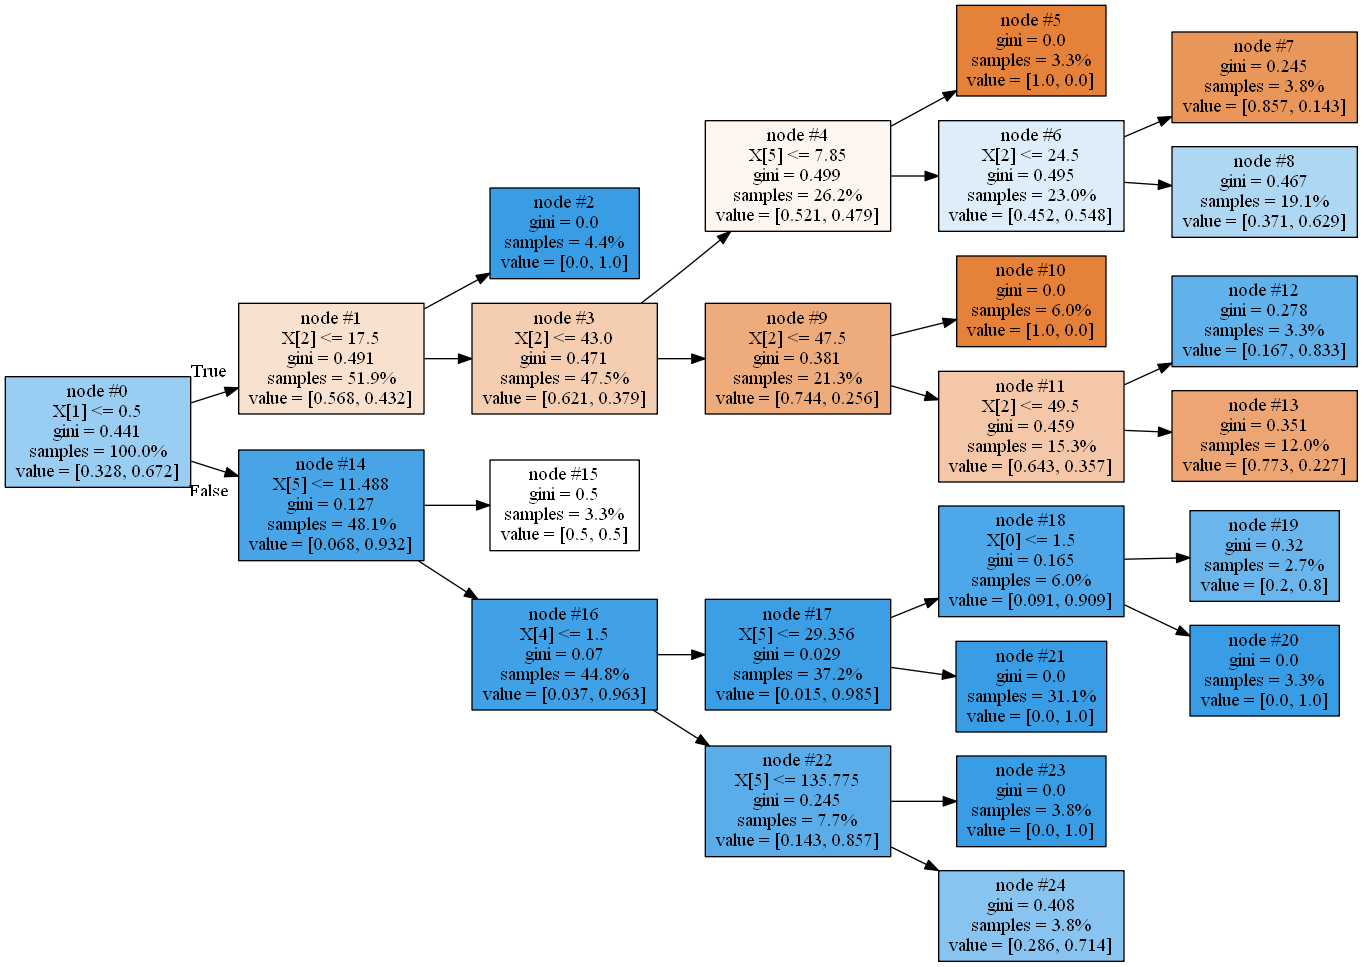 node #0
X[1] <= 0.5
gini = 0.441
samples = 100.0%
value = [0.328, 0.672]
True
False
node #1
X[2] <= 17.5
gini = 0.491
samples = 51.9%
value = [0.568, 0.432]
node #2
gini = 0.0
samples = 4.4%
value = [0.0, 1.0]
node #3
X[2] <= 43.0
gini = 0.471
samples = 47.5%
value = [0.621, 0.379]
node #4
X[5] <= 7.85
gini = 0.499
samples = 26.2%
value = [0.521, 0.479]
node #5
gini = 0.0
samples = 3.3%
value = [1.0, 0.0]
node #6
X[2] <= 24.5
gini = 0.495
samples = 23.0%
value = [0.452, 0.548]
node #7
gini = 0.245
samples = 3.8%
value = [0.857, 0.143]
node #8
gini = 0.467
samples = 19.1%
value = [0.371, 0.629]
node #9
X[2] <= 47.5
gini = 0.381
samples = 21.3%
value = [0.744, 0.256]
node #10
gini = 0.0
samples = 6.0%
value = [1.0, 0.0]
node #11
X[2] <= 49.5
gini = 0.459
samples = 15.3%
value = [0.643, 0.357]
node #12
gini = 0.278
samples = 3.3%
value = [0.167, 0.833]
node #13
gini = 0.351
samples = 12.0%
value = [0.773, 0.227]
node #14
X[5] <= 11.488
gini = 0.127
samples = 48.1%
value = [0.068, 0.932]
node #15
gini = 0.5
samples = 3.3%
value = [0.5, 0.5]
node #16
X[4] <= 1.5
gini = 0.07
samples = 44.8%
value = [0.037, 0.963]
node #17
X[5] <= 29.356
gini = 0.029
samples = 37.2%
value = [0.015, 0.985]
node #18
X[0] <= 1.5
gini = 0.165
samples = 6.0%
value = [0.091, 0.909]
node #19
gini = 0.32
samples = 2.7%
value = [0.2, 0.8]
node #20
gini = 0.0
samples = 3.3%
value = [0.0, 1.0]
node #21
gini = 0.0
samples = 31.1%
value = [0.0, 1.0]
node #22
X[5] <= 135.775
gini = 0.245
samples = 7.7%
value = [0.143, 0.857]
node #23
gini = 0.0
samples = 3.8%
value = [0.0, 1.0]
node #24
gini = 0.408
samples = 3.8%
value = [0.286, 0.714]